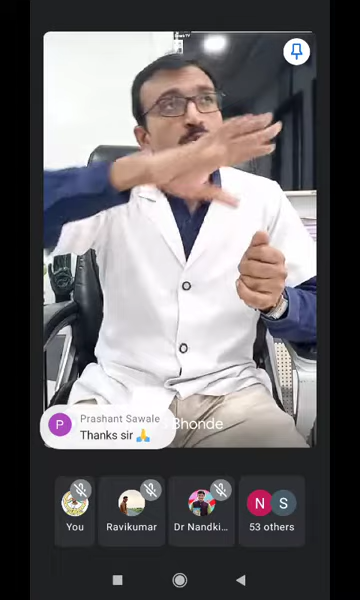 Prashant Sawale
P
Thanks sir 🙏
Bhonde
You
Ravikumar
Dr Nandki...
N
S
53 others